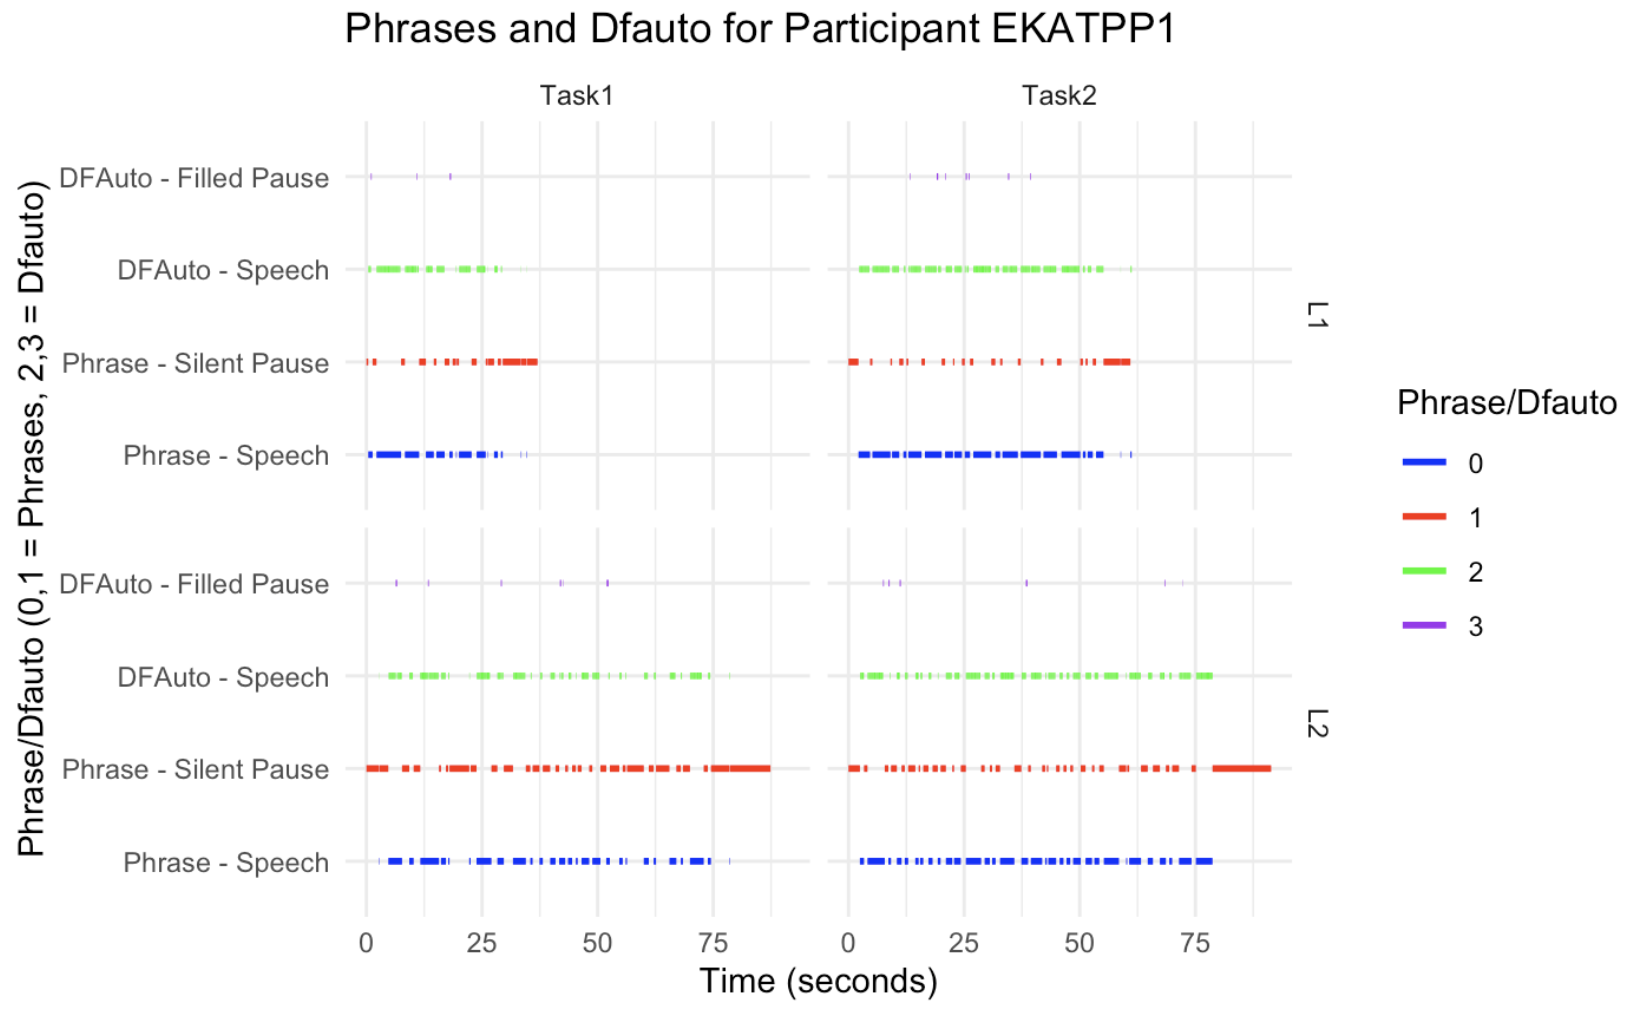 Phrases and Dfauto for Participant EKATPP1
Task1
Task2
Phrase/Dfauto (0,1 = Phrases, 2,3 = Dfauto)
DFAuto - Filled Pause
DFAuto - Speech
Phrase - Silent Pause
Phrase - Speech
L1
DFAuto - Filled Pause
DFAuto - Speech
Phrase - Silent Pause
Phrase - Speech
L2
0 25 50 75
0 25 50 75
Time (seconds)
Phrase/Dfauto
0
1
2
3